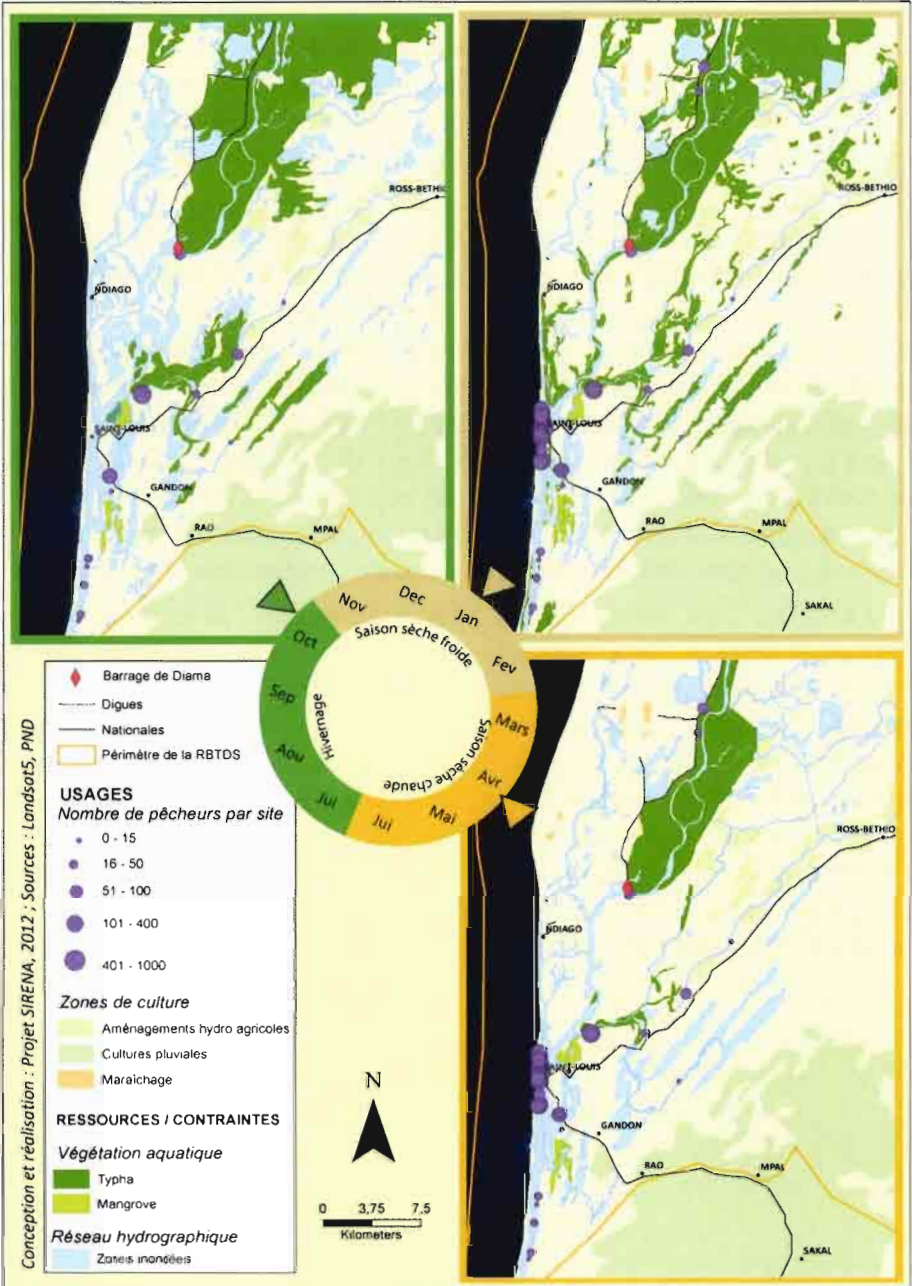 ROSS-BETHIO
NDIAGO
SAINT-LOUIS
GANDON
RAO
MPAL
ROSS-BETHIO
NDIAGO
AINT-LOUIS
GANDON
RAO
MPAL
SAKAL
Nov
Dec
Jan
Fev
Mars
Avr
Mai
Jui
Jul
Aou
Sep
Oct
Saison sèche froide
Saison sèche chaude
Hivernage
Barrage de Diama
Digues
Nationales
Périmètre de la RBTDS
USAGES
Nombre de pêcheurs par site
0 - 15
16 - 50
51 - 100
101 - 400
401 - 1000
Zones de culture
Aménagements hydro agricoles
Cultures pluviales
Maraichage
RESSOURCES / CONTRAINTES
Végétation aquatique
Typha
Mangrove
Réseau hydrographique
Zones inondées
Conception et réalisation : Projet SIRENA, 2012 ; Sources : Landsat5, PND
N
0 3,75 7,5
Kilometers
ROSS-BETHIO
NDIAGO
AINT-LOUIS
GANDON
RAO
MPAL
SAKAL